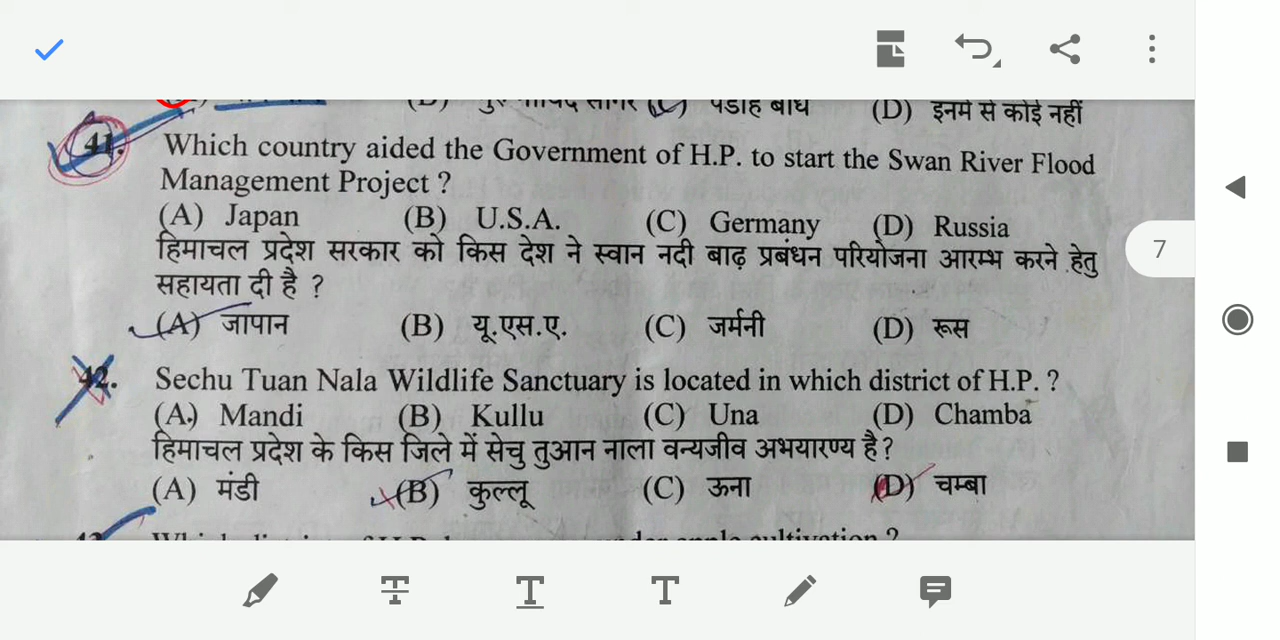 (D) इनमें से कोई नहीं
41. Which country aided the Government of H.P. to start the Swan River Flood
Management Project ?
(A) Japan (B) U.S.A. (C) Germany (D) Russia
हिमाचल प्रदेश सरकार को किस देश ने स्वान नदी बाढ़ प्रबंधन परियोजना आरम्भ करने हेतु
सहायता दी है ?
(A) जापान (B) यू.एस.ए. (C) जर्मनी (D) रूस
42. Sechu Tuan Nala Wildlife Sanctuary is located in which district of H.P. ?
(A) Mandi (B) Kullu (C) Una (D) Chamba
हिमाचल प्रदेश के किस जिले में सेचु तुआन नाला वन्यजीव अभयारण्य है?
(A) मंडी (B) कुल्लू (C) ऊना (D) चम्बा
7